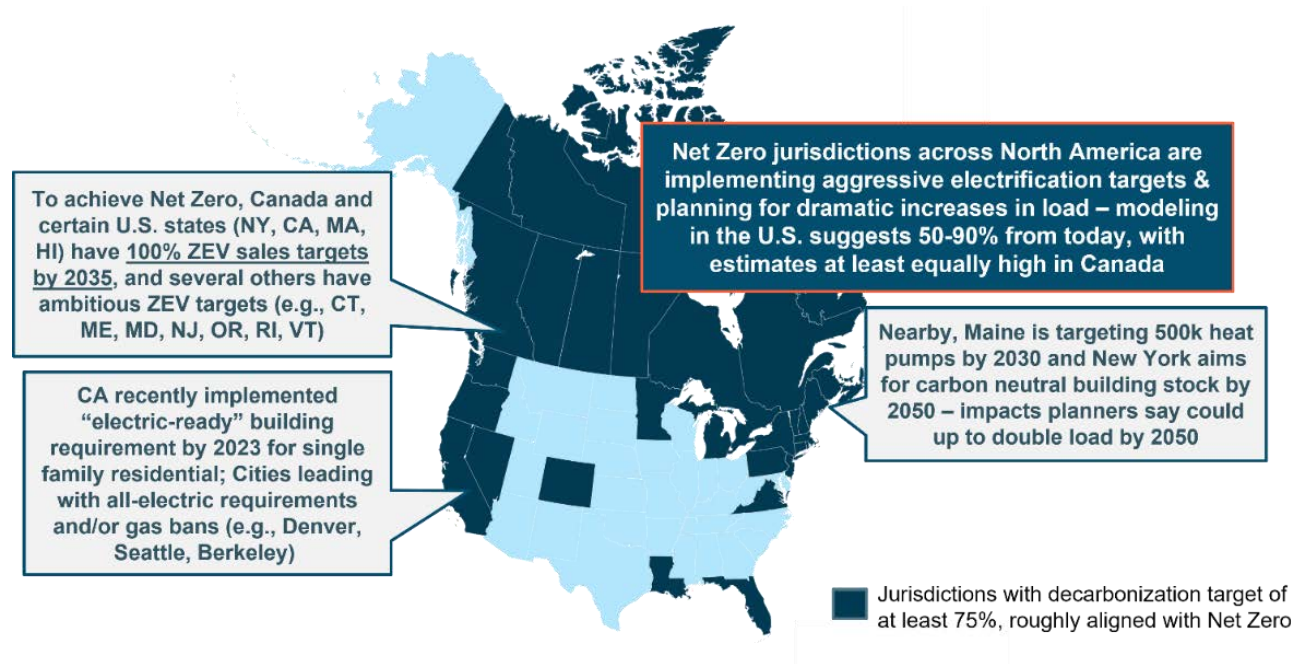 Net Zero jurisdictions across North America are
implementing aggressive electrification targets &
planning for dramatic increases in load – modeling
in the U.S. suggests 50-90% from today, with
estimates at least equally high in Canada
To achieve Net Zero, Canada and
certain U.S. states (NY, CA, MA,
HI) have 100% ZEV sales targets
by 2035, and several others have
ambitious ZEV targets (e.g., CT,
ME, MD, NJ, OR, RI, VT)
Nearby, Maine is targeting 500k heat
pumps by 2030 and New York aims
for carbon neutral building stock by
2050 – impacts planners say could
up to double load by 2050
CA recently implemented
“electric-ready” building
requirement by 2023 for single
family residential; Cities leading
with all-electric requirements
and/or gas bans (e.g., Denver,
Seattle, Berkeley)
Jurisdictions with decarbonization target of
at least 75%, roughly aligned with Net Zero